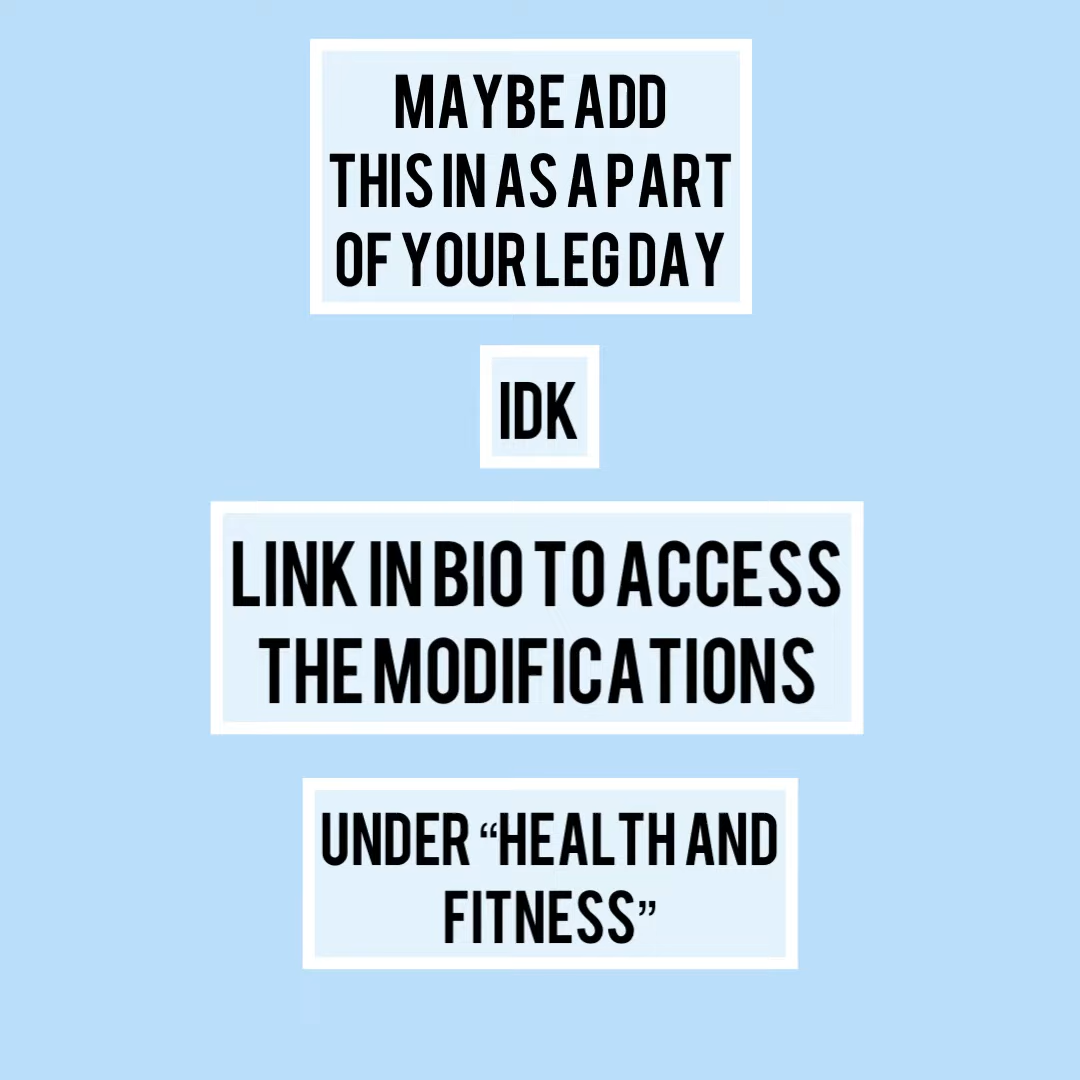 MAYBE ADD
THIS IN AS A PART
OF YOUR LEG DAY
IDK
LINK IN BIO TO ACCESS
THE MODIFICATIONS
UNDER “HEALTH AND
FITNESS”